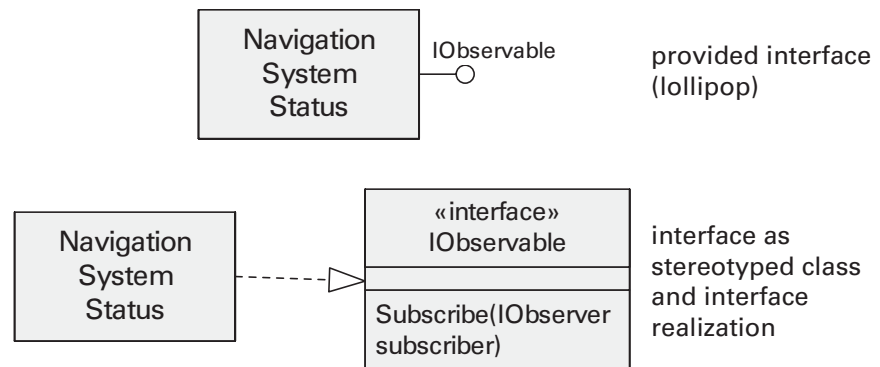 Navigation
System
Status
IObservable
provided interface
(lollipop)
Navigation
System
Status
«interface»
IObservable
Subscribe(IObserver
subscriber)
interface as
stereotyped class
and interface
realization